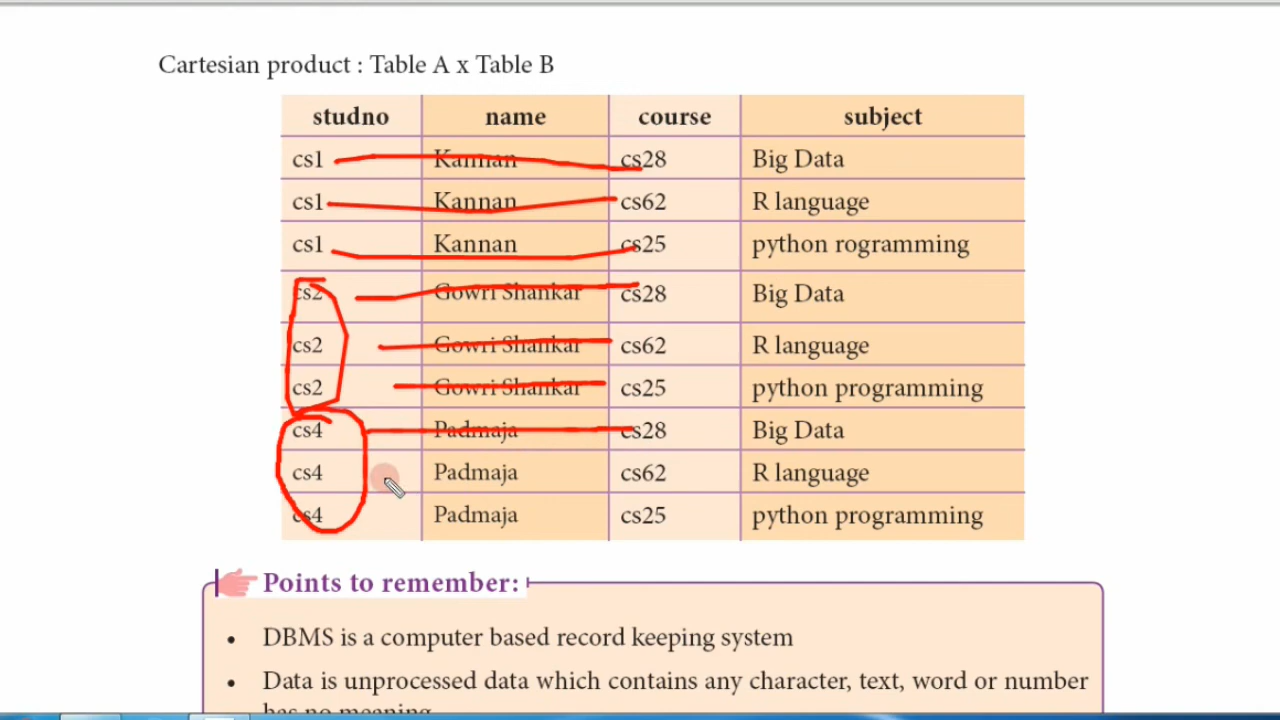 Cartesian product : Table A x Table B
studno name course subject
cs1 Kannan cs28 Big Data
cs1 Kannan cs62 R language
cs1 Kannan cs25 python rogramming
cs2 Gowri Shankar cs28 Big Data
cs2 Gowri Shankar cs62 R language
cs2 Gowri Shankar cs25 python programming
cs4 Padmaja cs28 Big Data
cs4 Padmaja cs62 R language
cs4 Padmaja cs25 python programming
Points to remember:
• DBMS is a computer based record keeping system
• Data is unprocessed data which contains any character, text, word or number
has no meaning